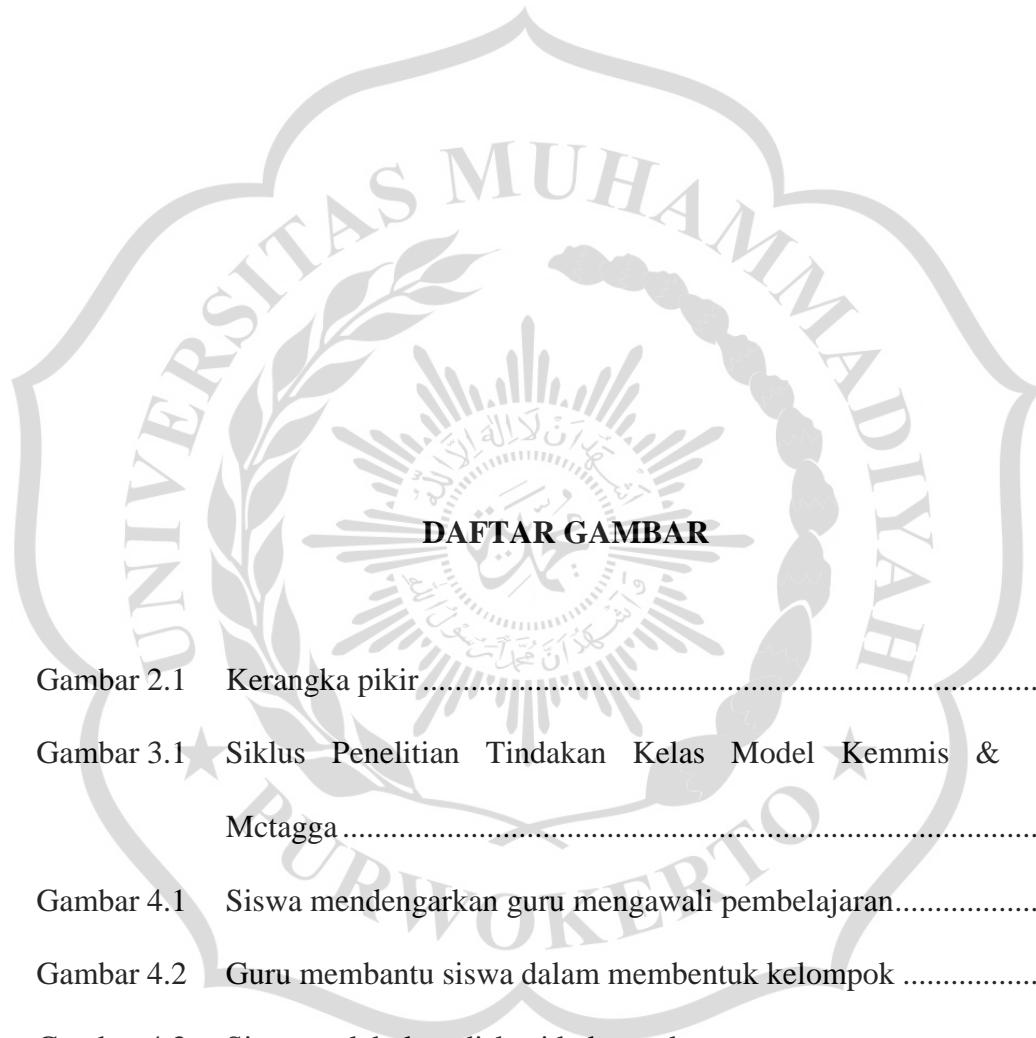 UNIVERSITAS MUHAMMADIYAH
PURWOKERTO
DAFTAR GAMBAR
Gambar 2.1 Kerangka pikir
Gambar 3.1 Siklus Penelitian Tindakan Kelas Model Kemmis &
Mctagga
Gambar 4.1 Siswa mendengarkan guru mengawali pembelajaran
Gambar 4.2 Guru membantu siswa dalam membentuk kelompok